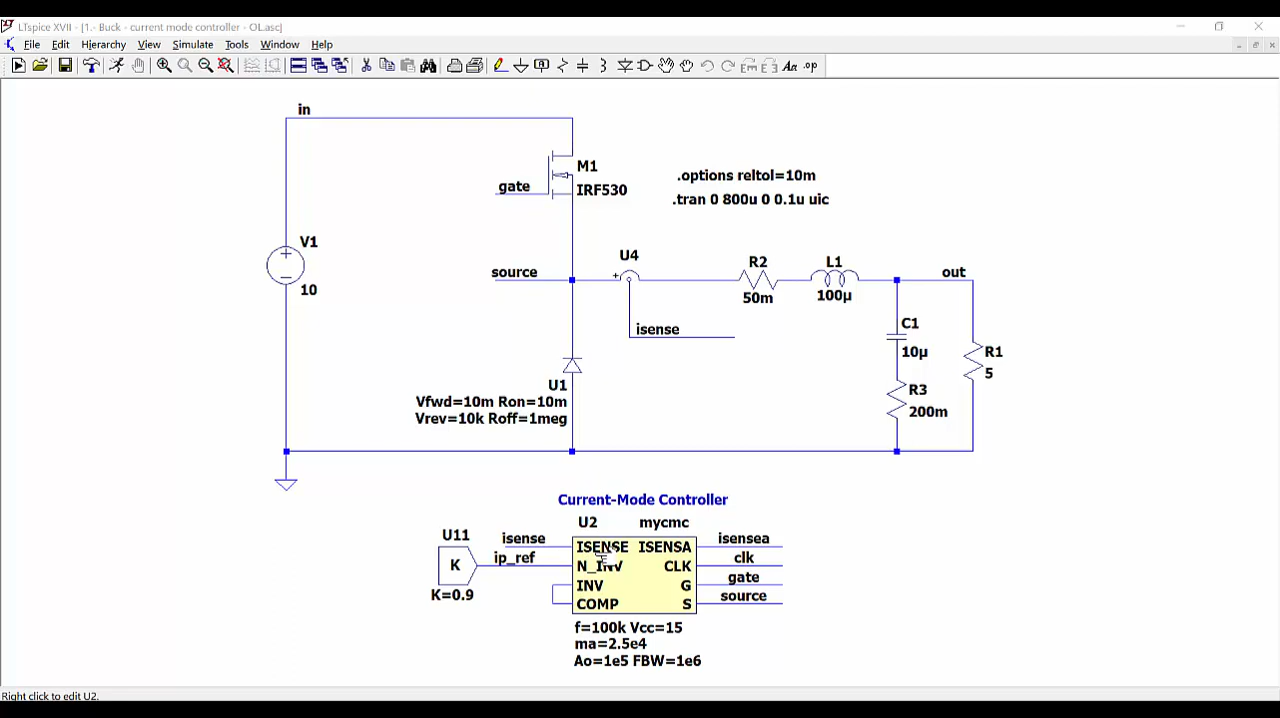 LTspice XVII - [1.- Buck - current mode controller - OL.asc]
File Edit Hierarchy View Simulate Tools Window Help
in
M1
gate
IRF530
.options reltol=10m
.tran 0 800u 0 0.1u uic
V1
10
source
U4
+
R2
50m
L1
100µ
out
isense
C1
10µ
R1
5
R3
200m
U1
Vfwd=10m Ron=10m
Vrev=10k Roff=1meg
Current-Mode Controller
U2 mycmc
U11
K
K=0.9
isense ISENSE ISENSA isensea
ip_ref N_INV CLK clk
INV G gate
COMP S source
f=100k Vcc=15
ma=2.5e4
Ao=1e5 FBW=1e6
Right click to edit U2.